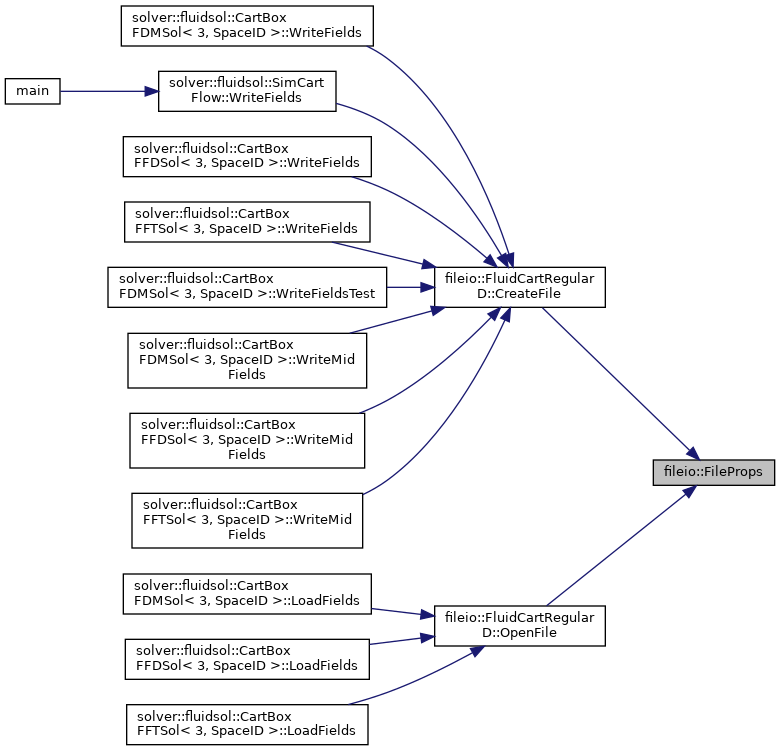 solver::fluidsol::CartBox
FDMSol< 3, SpaceID >::WriteFields
main
solver::fluidsol::SimCart
Flow::WriteFields
solver::fluidsol::CartBox
FFDSol< 3, SpaceID >::WriteFields
solver::fluidsol::CartBox
FFTSol< 3, SpaceID >::WriteFields
solver::fluidsol::CartBox
FDMSol< 3, SpaceID >::WriteFieldsTest
solver::fluidsol::CartBox
FDMSol< 3, SpaceID >::WriteMid
Fields
solver::fluidsol::CartBox
FFDSol< 3, SpaceID >::WriteMid
Fields
solver::fluidsol::CartBox
FFTSol< 3, SpaceID >::WriteMid
Fields
fileio::FluidCartRegular
D::CreateFile
fileio::FileProps
solver::fluidsol::CartBox
FDMSol< 3, SpaceID >::LoadFields
solver::fluidsol::CartBox
FFDSol< 3, SpaceID >::LoadFields
solver::fluidsol::CartBox
FFTSol< 3, SpaceID >::LoadFields
fileio::FluidCartRegular
D::OpenFile